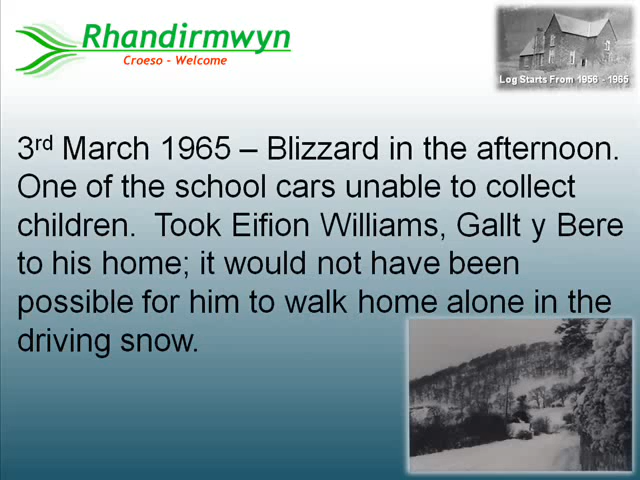 Rhandirmwyn
Croeso - Welcome
Log Starts From 1956 - 1965
3rd March 1965 – Blizzard in the afternoon.
One of the school cars unable to collect
children. Took Eifion Williams, Gallt y Bere
to his home; it would not have been
possible for him to walk home alone in the
driving snow.